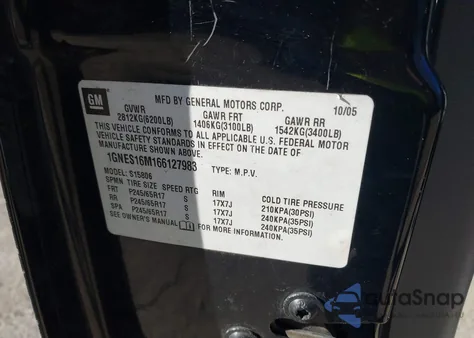 GM
MFD BY GENERAL MOTORS CORP. 10/05
GVWR GAWR FRT GAWR RR
2812KG(6200LB) 1406KG(3100LB) 1542KG(3400LB)
THIS VEHICLE CONFORMS TO ALL APPLICABLE U.S. FEDERAL MOTOR
VEHICLE SAFETY STANDARDS IN EFFECT ON THE DATE OF
MANUFACTURE SHOWN ABOVE.
1GNES16M166127983 TYPE: M.P.V.
MODEL: S15806
SPMN TIRE SIZE SPEED RTG RIM COLD TIRE PRESSURE
FRT P245/65R17 S 17X7J 210KPA(30PSI)
RR P245/65R17 S 17X7J 240KPA(35PSI)
SPA P245/65R17 S 17X7J 240KPA(35PSI)
SEE OWNER'S MANUAL FOR MORE INFORMATION.
AutoSnap